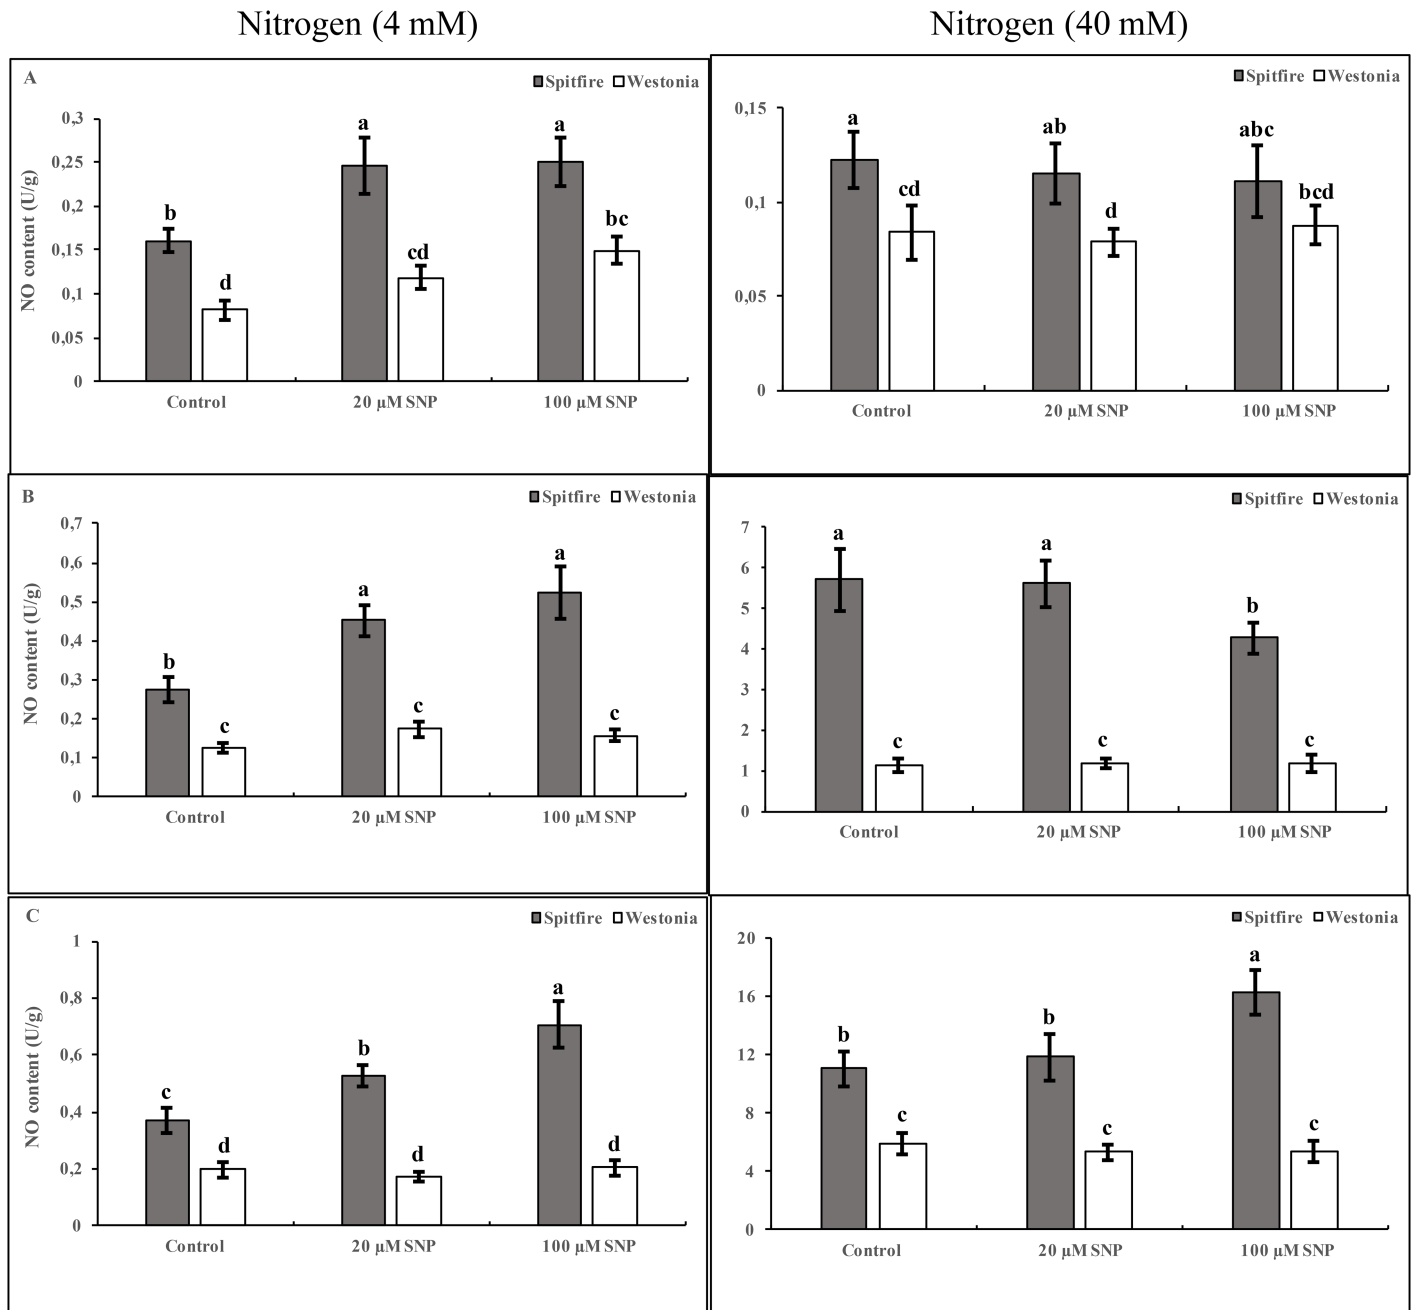 Nitrogen (4 mM)
Nitrogen (40 mM)
A
Spitfire Westonia
NO content (U/g)
0,3
0,25
0,2
0,15
0,1
0,05
0
b
d
a
cd
a
bc
Control 20 µM SNP 100 µM SNP
Spitfire Westonia
0,15
0,1
0,05
0
a
cd
ab
d
abc
bcd
Control 20 µM SNP 100 µM SNP
B
Spitfire Westonia
NO content (U/g)
0,7
0,6
0,5
0,4
0,3
0,2
0,1
0
b
c
a
c
a
c
Control 20 µM SNP 100 µM SNP
Spitfire Westonia
7
6
5
4
3
2
1
0
a
c
a
c
b
c
Control 20 µM SNP 100 µM SNP
C
Spitfire Westonia
NO content (U/g)
1
0,8
0,6
0,4
0,2
0
c
d
b
d
a
d
Control 20 µM SNP 100 µM SNP
Spitfire Westonia
20
16
12
8
4
0
b
c
b
c
a
c
Control 20 µM SNP 100 µM SNP